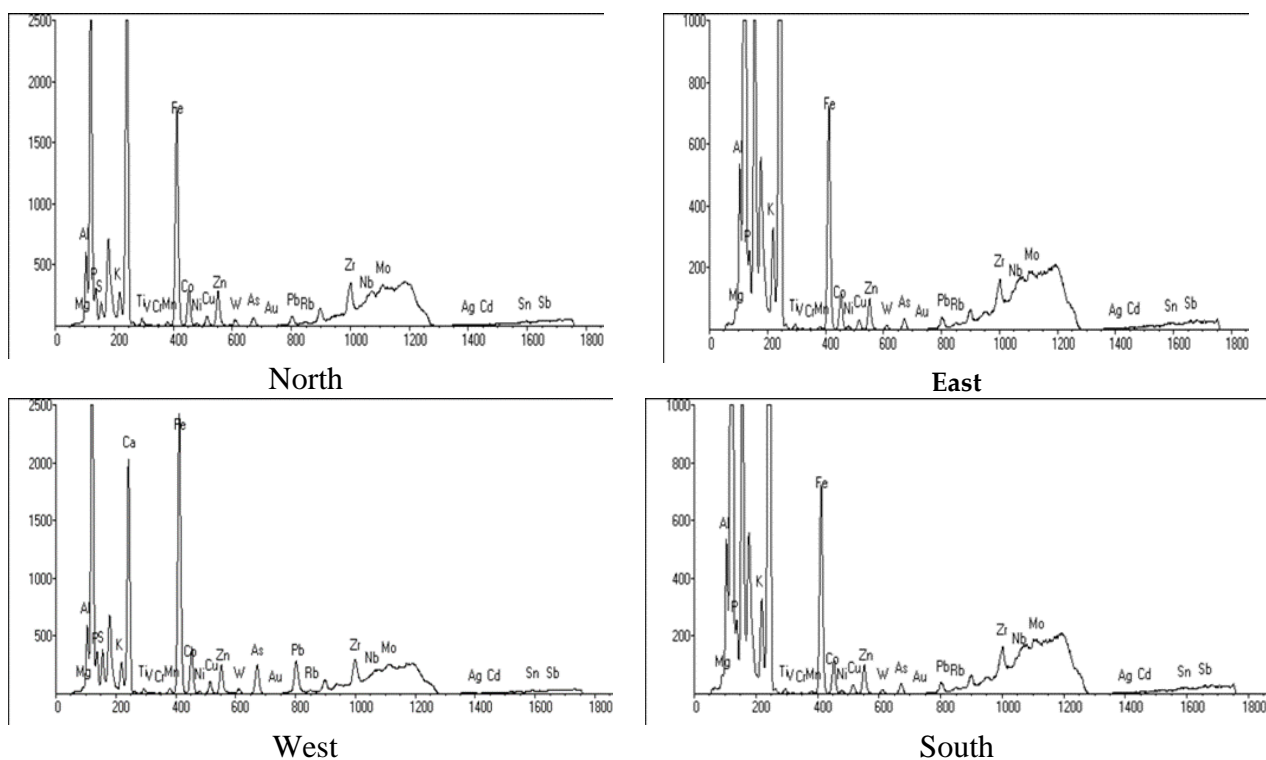 2500
2000
1500
1000
500
Fe
Al
P
S
Mg
K
Ti
V
Cr
Mn
Co
Ni
Cu
Zn
W
As
Au
Pb
Rb
Zr
Nb
Mo
Ag
Cd
Sn
Sb
0 200 400 600 800 1000 1200 1400 1600 1800
North
1000
800
600
400
200
Fe
Al
P
Mg
K
Ti
V
Cr
Mn
Co
Ni
Cu
Zn
W
As
Au
Pb
Rb
Zr
Nb
Mo
Ag
Cd
Sn
Sb
0 200 400 600 800 1000 1200 1400 1600 1800
East
2500
2000
1500
1000
500
Ca
Fe
Al
P
S
Mg
K
Ti
V
Cr
Mn
Co
Ni
Cu
Zn
W
As
Au
Pb
Rb
Zr
Nb
Mo
Ag
Cd
Sn
Sb
0 200 400 600 800 1000 1200 1400 1600 1800
West
1000
800
600
400
200
Fe
Al
P
Mg
K
Ti
V
Cr
Mn
Co
Ni
Cu
Zn
W
As
Au
Pb
Rb
Zr
Nb
Mo
Ag
Cd
Sn
Sb
0 200 400 600 800 1000 1200 1400 1600 1800
South